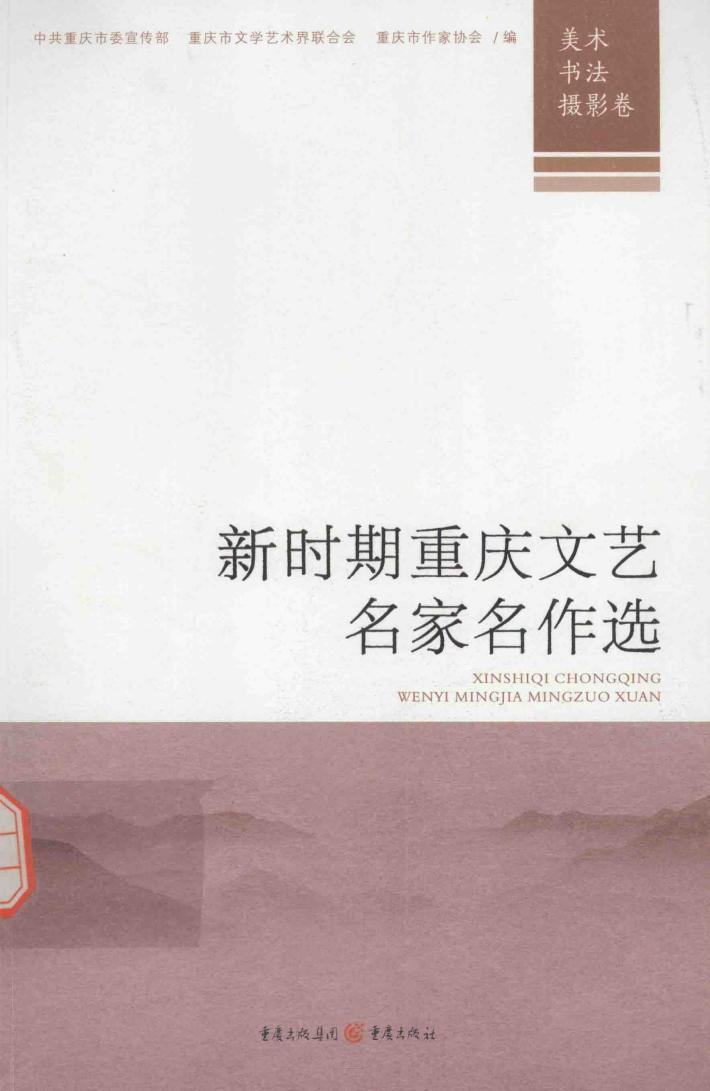 中共重庆市委宣传部 重庆市文学艺术界联合会 重庆市作家协会 / 编
美术
书法
摄影卷
新时期重庆文艺
名家名作选
XINSHIQI CHONGQING
WENYI MINGJIA MINGZUO XUAN
重庆出版集团 重庆出版社